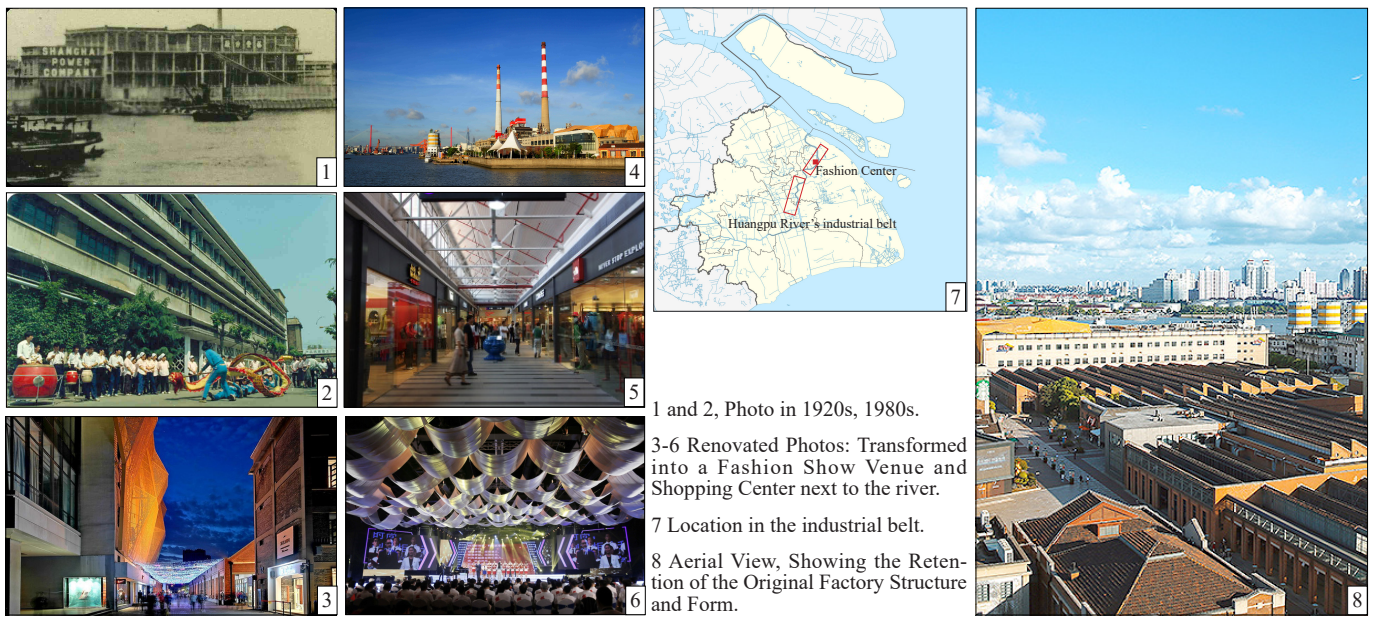 SHANGHAI
POWER
COMPANY
1
2
3
4
5
6
Fashion Center
Huangpu River's industrial belt
7
1 and 2, Photo in 1920s, 1980s.
3-6 Renovated Photos: Transformed
into a Fashion Show Venue and
Shopping Center next to the river.
7 Location in the industrial belt.
8 Aerial View, Showing the Reten-
tion of the Original Factory Structure
and Form.
8